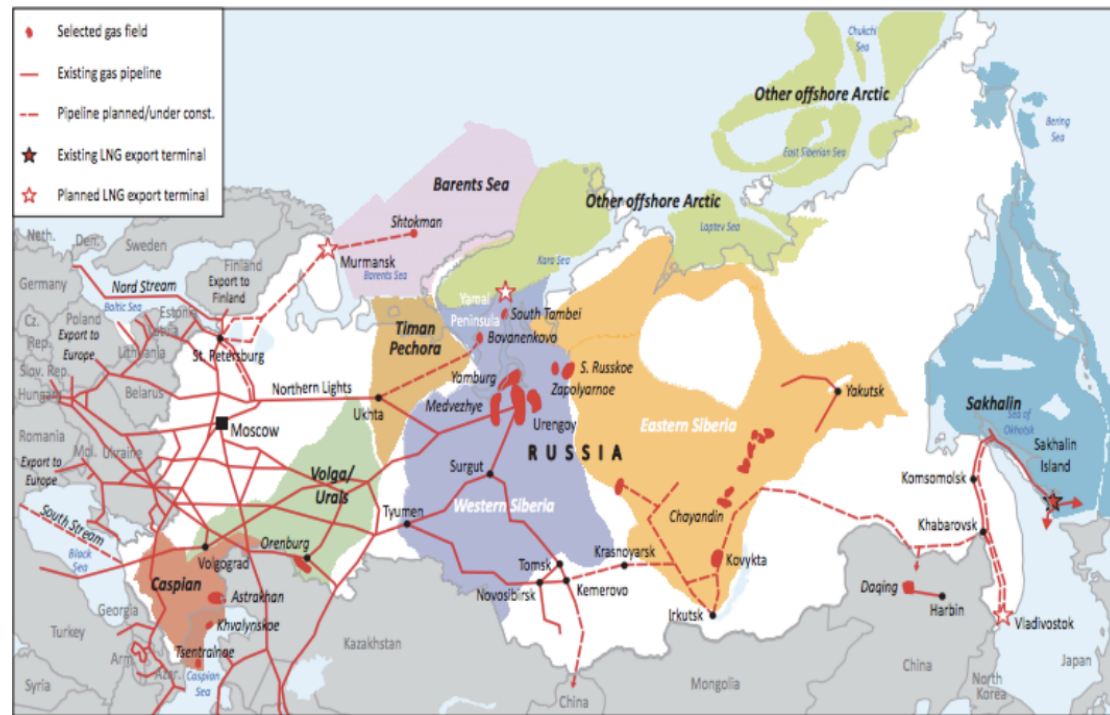 Selected gas field
Existing gas pipeline
Pipeline planned/under const.
Existing LNG export terminal
Planned LNG export terminal
Chukchi
Sea
Other offshore Arctic
East Siberian Sea
Bering
Sea
Barents Sea
Shtokman
Other offshore Arctic
Laptev Sea
Kara Sea
Murmansk
Barents Sea
Neth.
Den.
Sweden
Finland
Export to
Finland
Germany
Nord Stream
Baltic Sea
Estonia
Latvia
Lithuania
Poland
Export to
Europe
Cz.
Rep.
Slov. Rep.
Hungary
Belarus
St. Petersburg
Yamal
Peninsula
South Tambei
Bovanenkovo
Timan
Pechora
Northern Lights
Ukhta
Yamburg
Medvezhye
S. Russkoe
Zapolyarnoe
Urengoy
Yakutsk
Moscow
RUSSIA
Eastern Siberia
Sakhalin
Sea of
Okhotsk
Sakhalin
Island
Romania
Mol.
Ukraine
Export to
Europe
Volga/
Urals
Surgut
Western Siberia
Tyumen
Chayandin
Komsomolsk
Khabarovsk
South Stream
Black
Sea
Orenburg
Volgograd
Krasnoyarsk
Tomsk
Kovykta
Novosibirsk
Kemerovo
Caspian
Astrakhan
Khvalynskoe
Tsentralnoe
Irkutsk
Daqing
Harbin
Vladivostok
Georgia
Turkey
Arm.
Azer.
Caspian
Sea
Syria
Kazakhstan
China
Mongolia
China
North
Korea
Japan